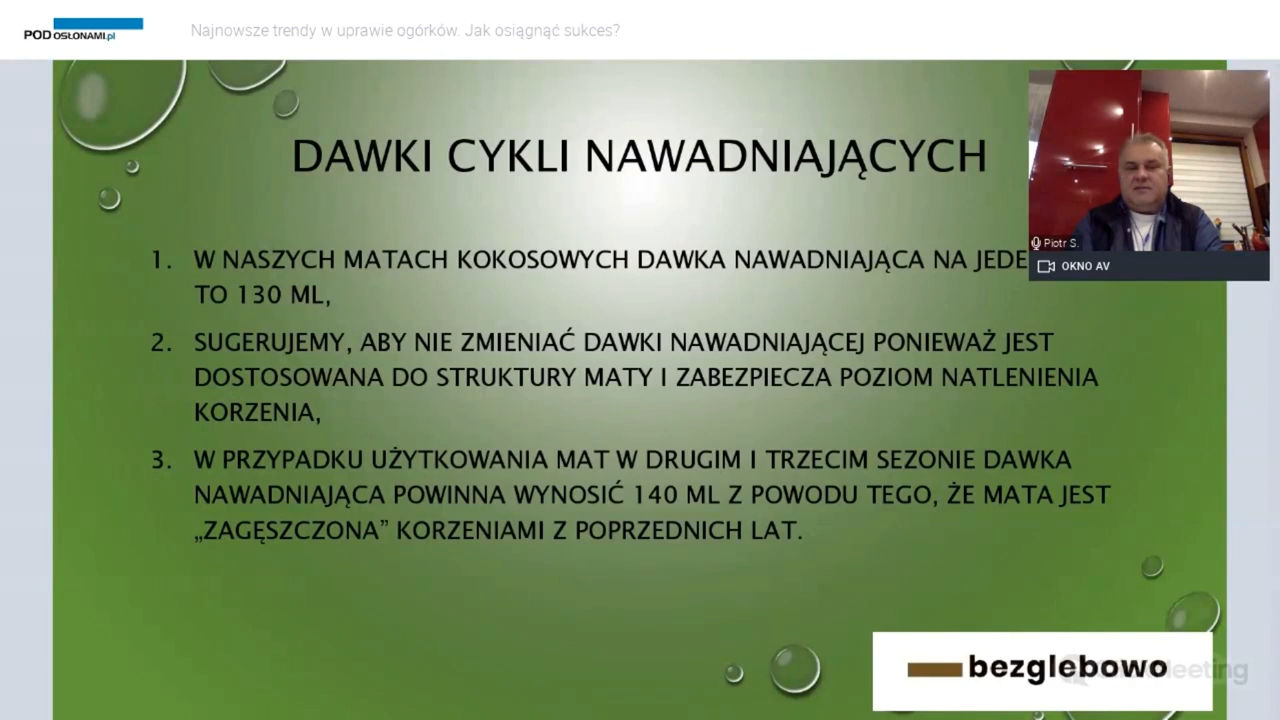 POD OSŁONAMI.pl
Najnowsze trendy w uprawie ogórków. Jak osiągnąć sukces?
DAWKI CYKLI NAWADNIAJĄCYCH
Piotr S.
OKNO AV
1. W NASZYCH MATACH KOKOSOWYCH DAWKA NAWADNIAJĄCA NA
TO 130 ML,
2. SUGERUJEMY, ABY NIE ZMIENIAĆ DAWKI NAWADNIAJĄCEJ PONIEWAŻ JEST
DOSTOSOWANA DO STRUKTURY MATY I ZABEZPIECZA POZIOM NATLENIENIA
KORZENIA,
3. W PRZYPADKU UŻYTKOWANIA MAT W DRUGIM I TRZECIM SEZONIE DAWKA
NAWADNIAJĄCA POWINNA WYNOSIĆ 140 ML Z POWODU TEGO, ŻE MATA JEST
„ZAGĘSZCZONA” KORZENIAMI Z POPRZEDNICH LAT.
bezglebowo